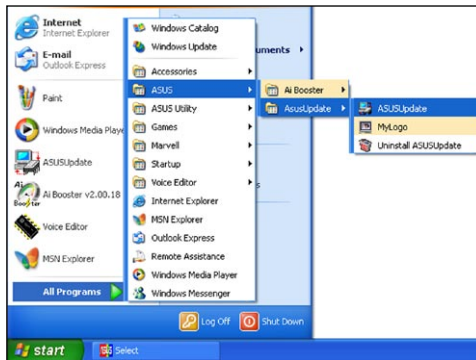 Internet
Internet Explorer
E-mail
Outlook Express
Paint
Windows Media Playe
ASUSUpdate
Ai Booster v2.00.18
Voice Editor
MSN Explorer
All Programs
Windows Catalog
Windows Update
Accessories
ASUS
ASUS Utility
Games
Marvell
Startup
Voice Editor
Internet Explorer
MSN Explorer
Outlook Express
Remote Assistance
Windows Media Player
Windows Messenger
uments
s
Ai Booster
AsusUpdate
ASUSUpdate
MyLogo
Uninstall ASUSUpdate
Log Off
Shut Down
start
Select